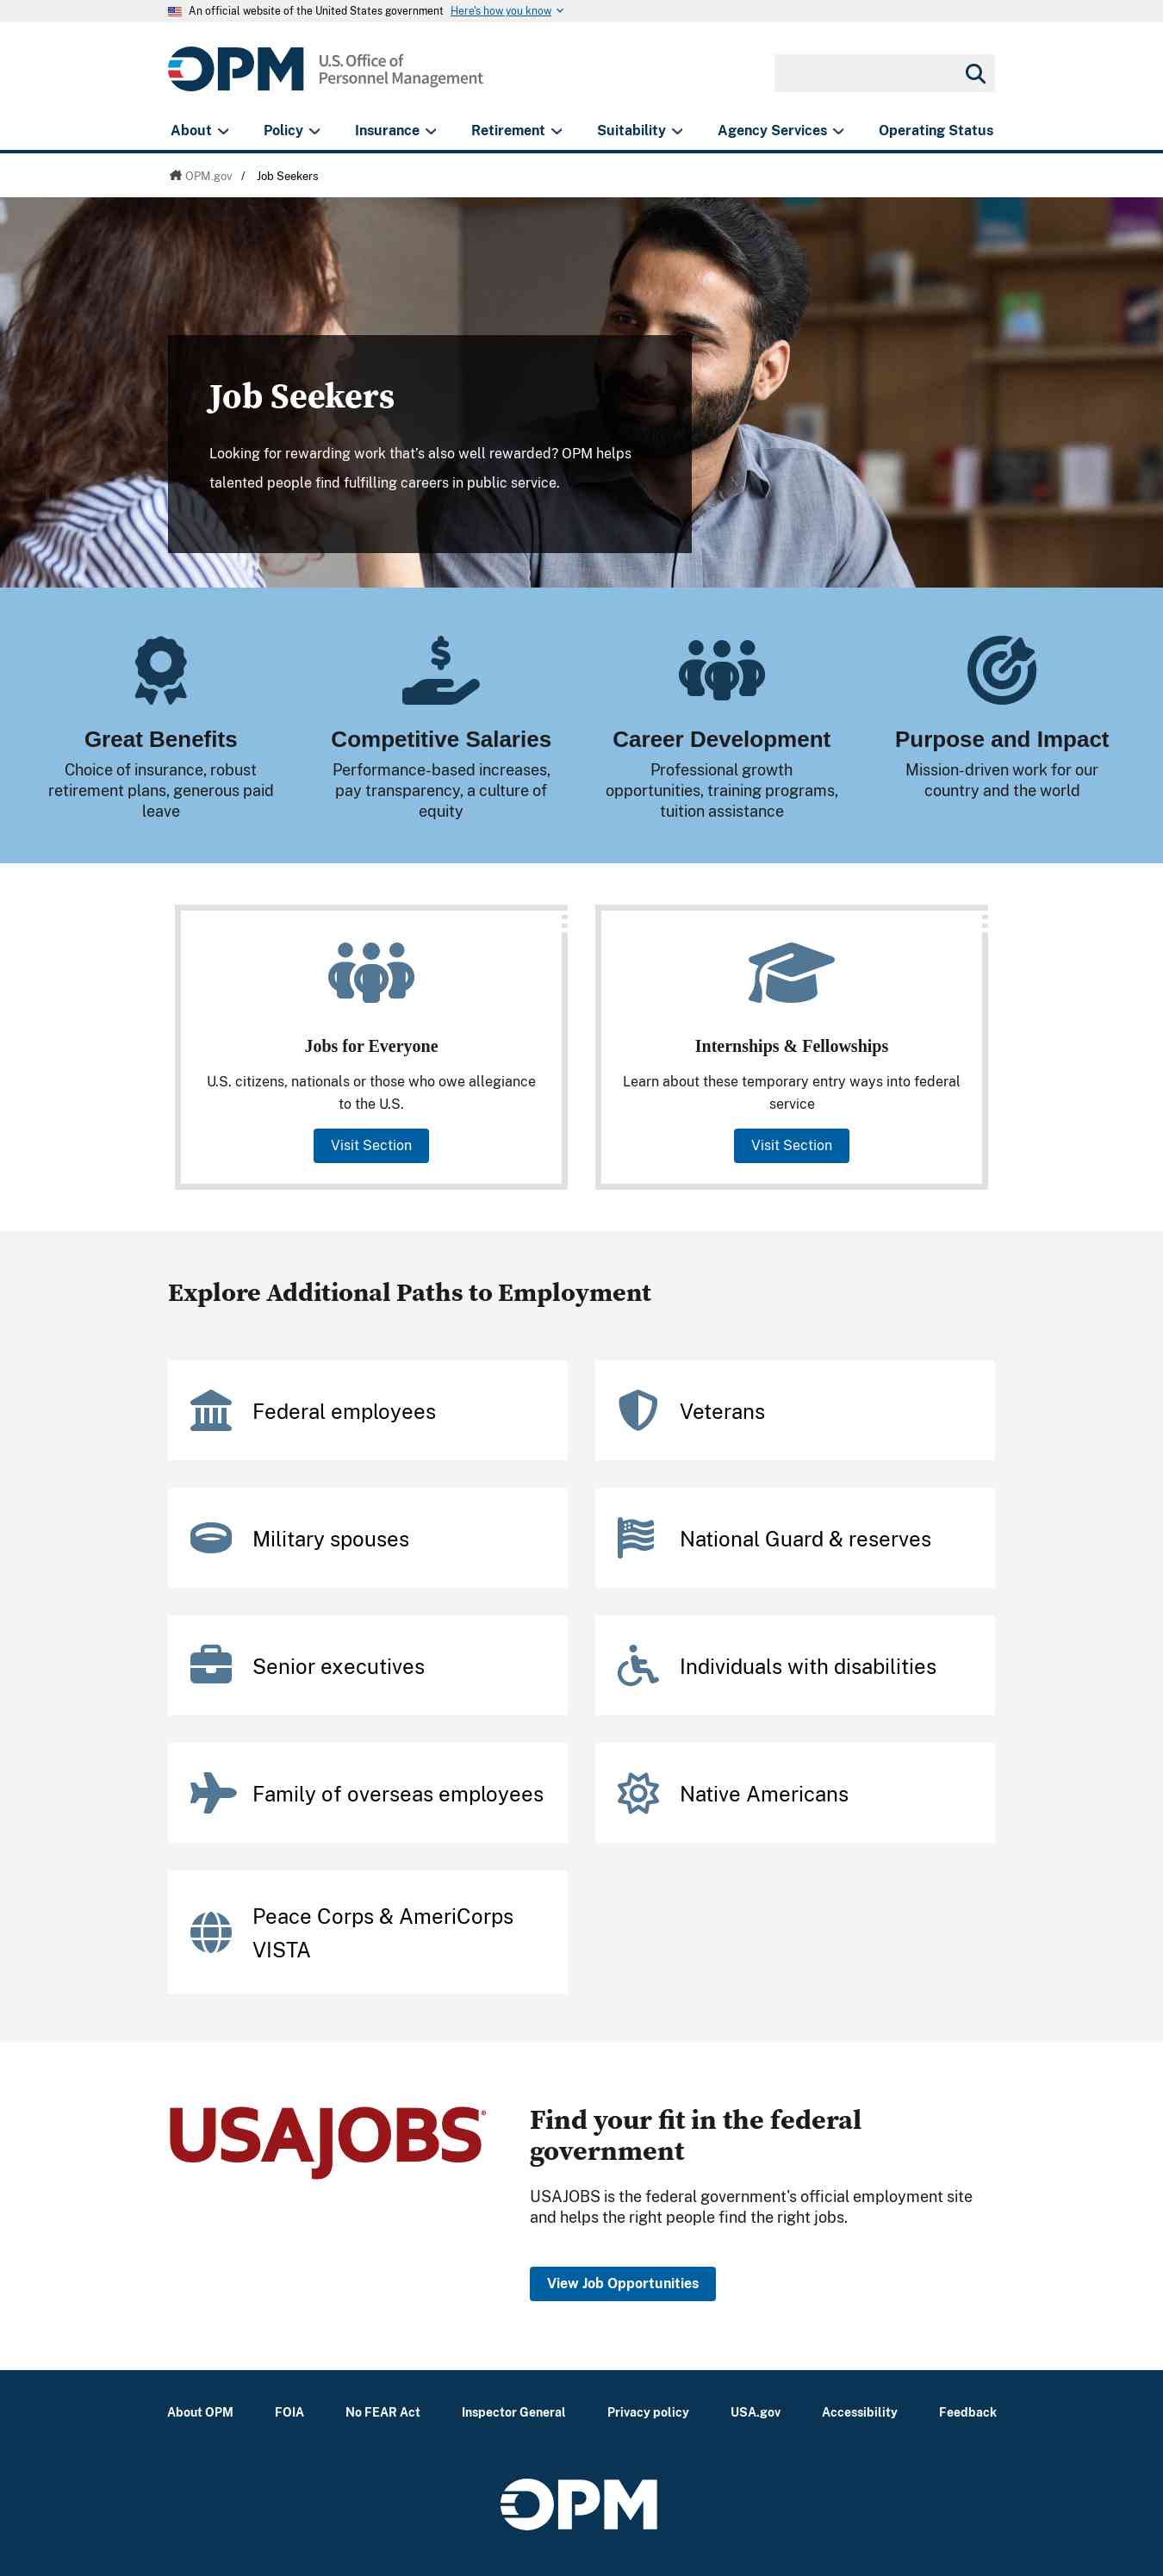 An official website of the United States government Here's how you know
OPM U.S. Office of
Personnel Management
About Policy Insurance Retirement Suitability Agency Services Operating Status
OPM.gov / Job Seekers
Job Seekers
Looking for rewarding work that's also well rewarded? OPM helps
talented people find fulfilling careers in public service.
Great Benefits
Choice of insurance, robust
retirement plans, generous paid
leave
Competitive Salaries
Performance-based increases,
pay transparency, a culture of
equity
Career Development
Professional growth
opportunities, training programs,
tuition assistance
Purpose and Impact
Mission-driven work for our
country and the world
Jobs for Everyone
U.S. citizens, nationals or those who owe allegiance
to the U.S.
Visit Section
Internships & Fellowships
Learn about these temporary entry ways into federal
service
Visit Section
Explore Additional Paths to Employment
Federal employees
Veterans
Military spouses
National Guard & reserves
Senior executives
Individuals with disabilities
Family of overseas employees
Native Americans
Peace Corps & AmeriCorps
VISTA
USAJOBS®
Find your fit in the federal
government
USAJOBS is the federal government's official employment site
and helps the right people find the right jobs.
View Job Opportunities
About OPM FOIA No FEAR Act Inspector General Privacy policy USA.gov Accessibility Feedback
OPM